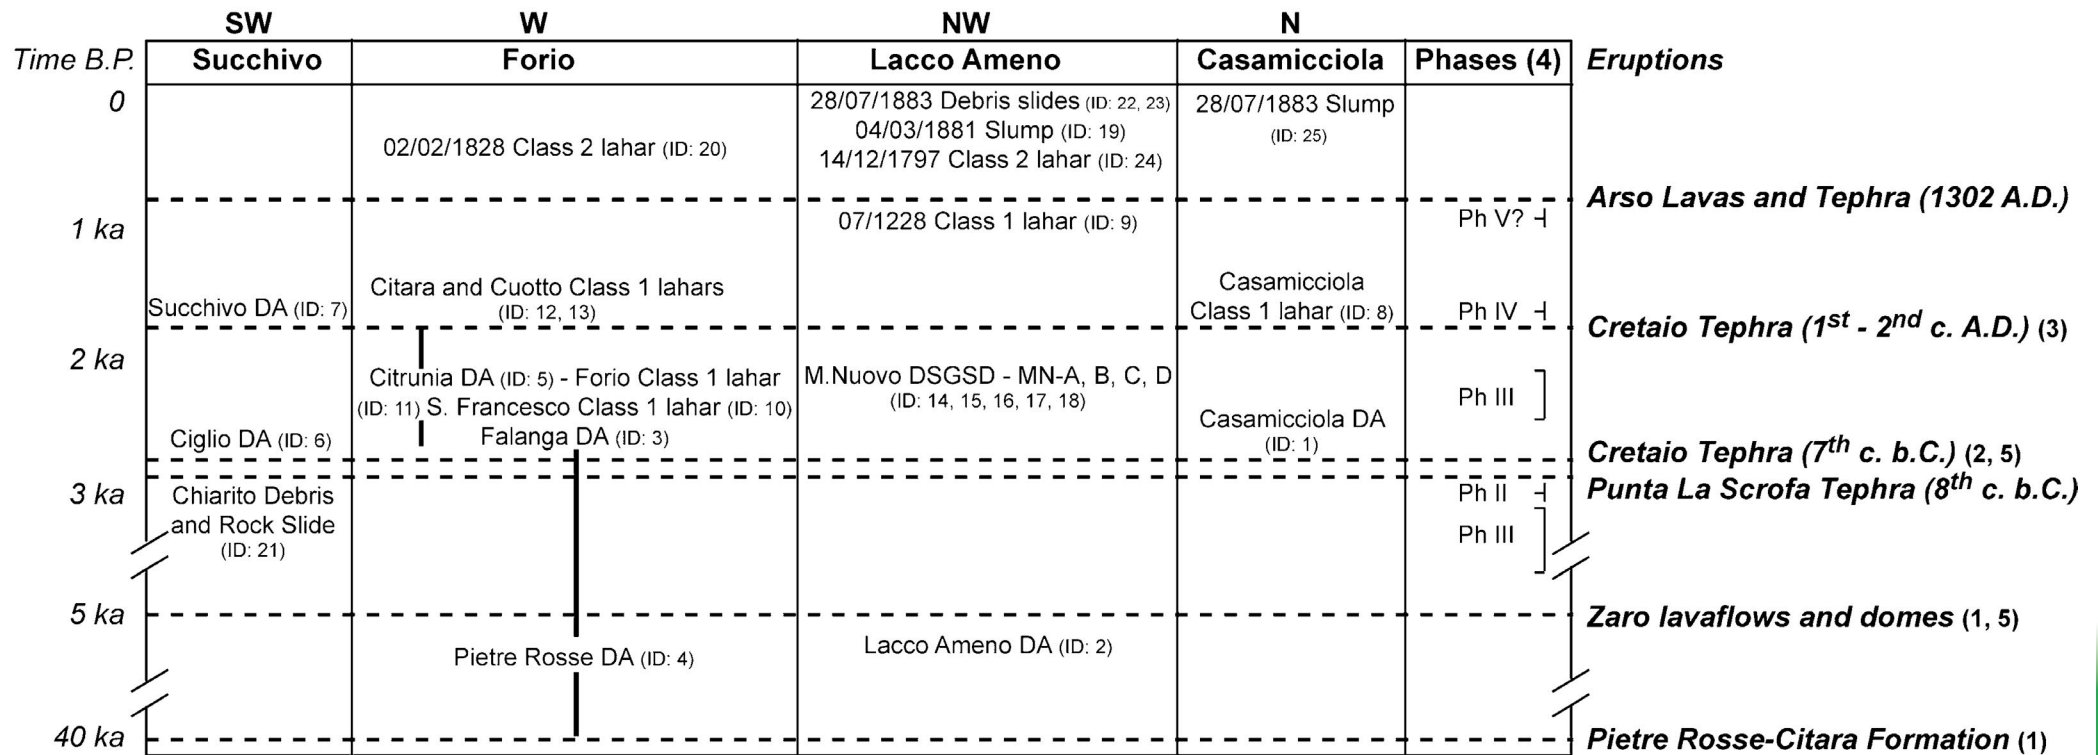 SW W NW N
Time B.P. Succhivo Forio Lacco Ameno Casamicciola Phases (4) Eruptions
0
28/07/1883 Debris slides (ID: 22, 23)
04/03/1881 Slump (ID: 19)
14/12/1797 Class 2 lahar (ID: 24)
28/07/1883 Slump
(ID: 25)
02/02/1828 Class 2 lahar (ID: 20)
Arso Lavas and Tephra (1302 A.D.)
1 ka
07/1228 Class 1 lahar (ID: 9)
Ph V?
Succhivo DA (ID: 7)
Citara and Cuotto Class 1 lahars
(ID: 12, 13)
Casamicciola
Class 1 lahar (ID: 8)
Ph IV
Cretaio Tephra (1st - 2nd c. A.D.) (3)
2 ka
Citrunia DA (ID: 5) - Forio Class 1 lahar
(ID: 11) S. Francesco Class 1 lahar (ID: 10)
Falanga DA (ID: 3)
M.Nuovo DSGSD - MN-A, B, C, D
(ID: 14, 15, 16, 17, 18)
Ph III
Ciglio DA (ID: 6)
Casamicciola DA
(ID: 1)
Cretaio Tephra (7th c. b.C.) (2, 5)
Punta La Scrofa Tephra (8th c. b.C.)
3 ka
Chiarito Debris
and Rock Slide
(ID: 21)
Ph II
Ph III
5 ka
Zaro lavaflows and domes (1, 5)
Pietre Rosse DA (ID: 4)
Lacco Ameno DA (ID: 2)
40 ka
Pietre Rosse-Citara Formation (1)